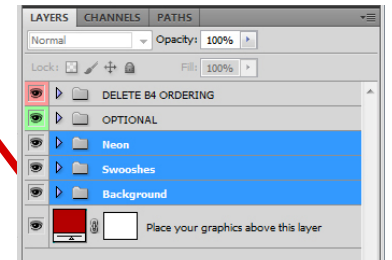 LAYERS CHANNELS PATHS
Normal Opacity: 100%
Lock: Fill: 100%
DELETE B4 ORDERING
OPTIONAL
Neon
Swooshes
Background
Place your graphics above this layer